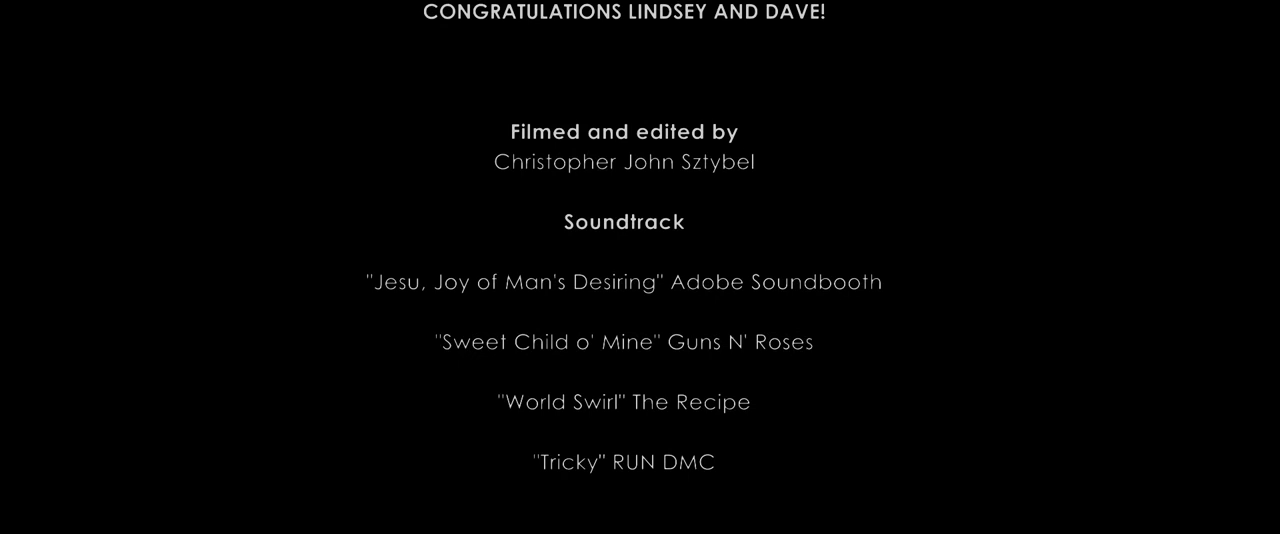 CONGRATULATIONS LINDSEY AND DAVE!
Filmed and edited by
Christopher John Sztybel
Soundtrack
"Jesu, Joy of Man's Desiring" Adobe Soundbooth
"Sweet Child o' Mine" Guns N' Roses
"World Swirl" The Recipe
"Tricky" RUN DMC